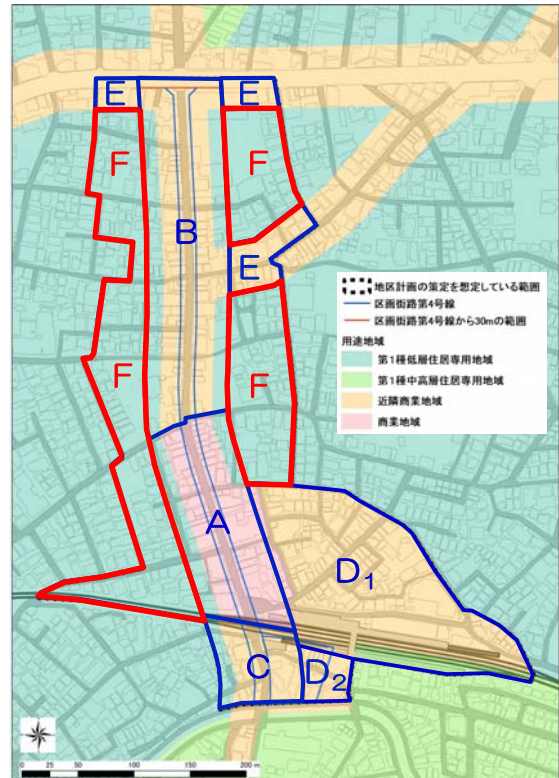 E
E
F
F
B
E
地区計画の策定を想定している範囲
区画街路第4号線
区画街路第4号線から30mの範囲
用途地域
第1種低層住居専用地域
第1種中高層住居専用地域
近隣商業地域
商業地域
F
F
A
D1
C
D2
0 25 50 100 150 200 m